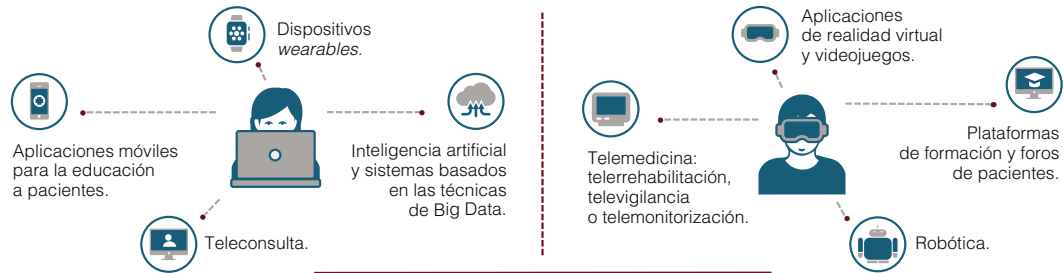 Dispositivos
wearables.
Aplicaciones móviles
para la educación
a pacientes.
Inteligencia artificial
y sistemas basados
en las técnicas
de Big Data.
Teleconsulta.
Aplicaciones
de realidad virtual
y videojuegos.
Telemedicina:
telerrehabilitación,
televigilancia
o telemonitorización.
Plataformas
de formación y foros
de pacientes.
Robótica.